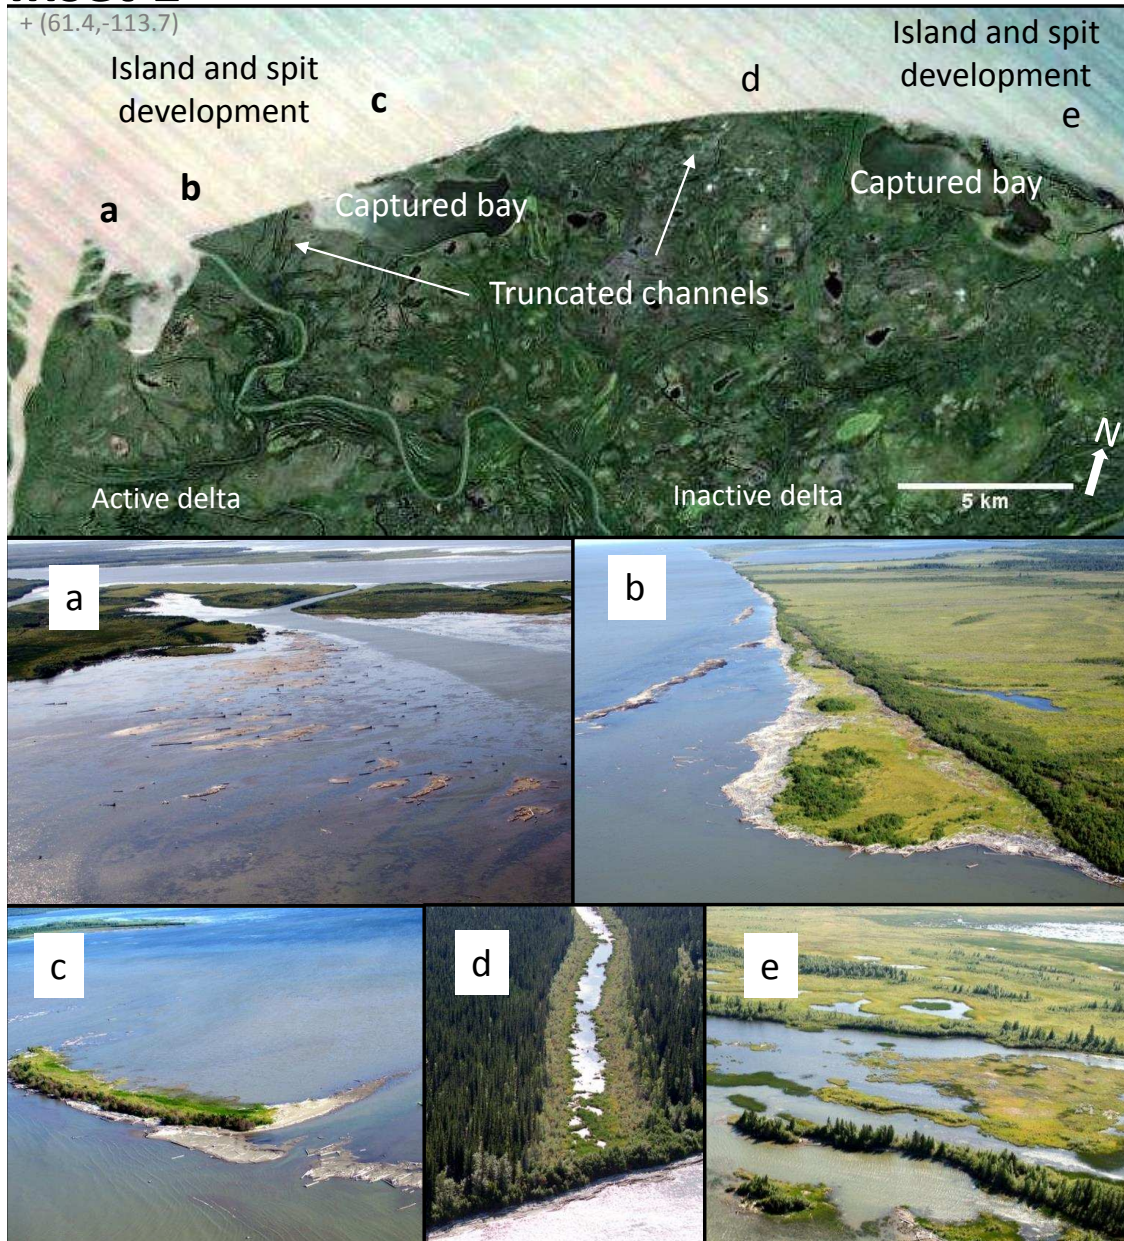 + (61.4,-113.7)
Island and spit
development
Island and spit
development
a
b
c
d
e
Captured bay
Captured bay
Truncated channels
Active delta
Inactive delta
5 km
N
a
b
c
d
e